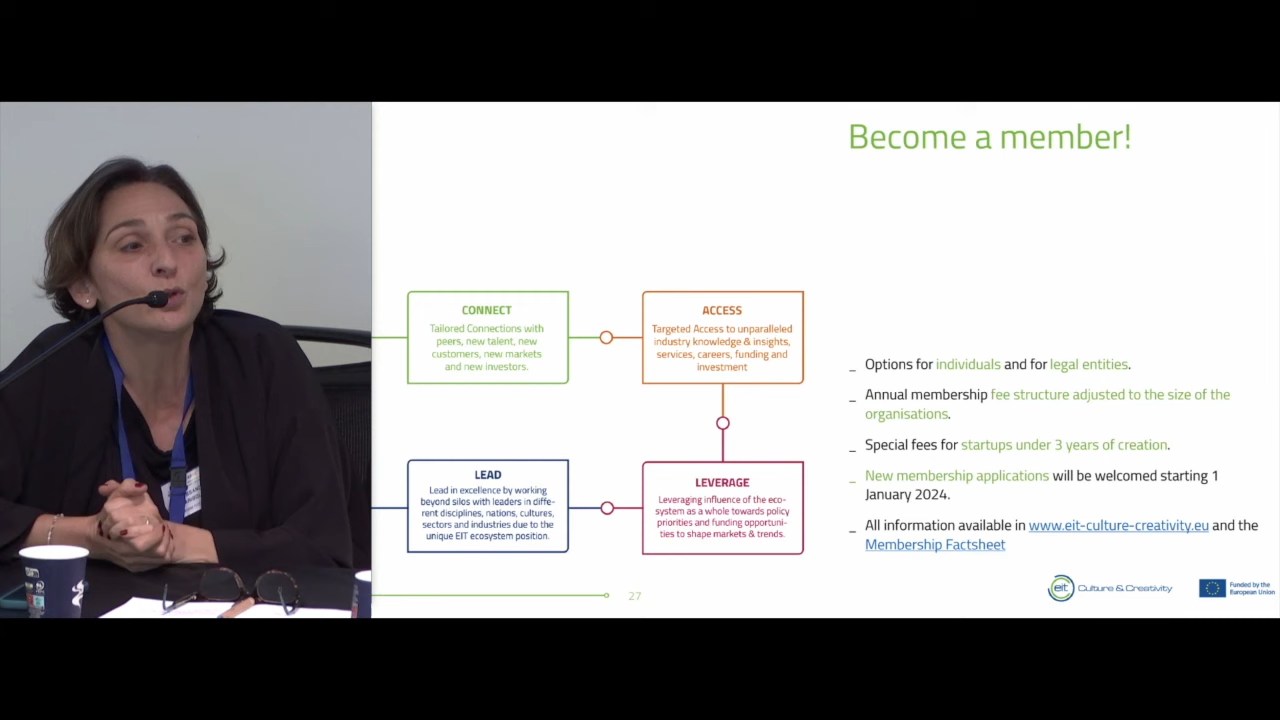 Become a member!
CONNECT
Tailored Connections with
peers, new talent, new
customers, new markets
and new investors.
ACCESS
Targeted Access to unparalleled
industry knowledge & insights,
services, careers, funding and
investment
LEAD
Lead in excellence by working
beyond silos with leaders in diffe-
rent disciplines, nations, cultures,
sectors and industries due to the
unique EIT ecosystem position.
LEVERAGE
Leveraging influence of the eco-
system as a whole towards policy
priorities and funding opportuni-
ties to shape markets & trends.
_ Options for individuals and for legal entities.
_ Annual membership fee structure adjusted to the size of the
organisations.
_ Special fees for startups under 3 years of creation.
_ New membership applications will be welcomed starting 1
January 2024.
_ All information available in www.eit-culture-creativity.eu and the
Membership Factsheet
27
eit Culture & Creativity
Funded by the
European Union